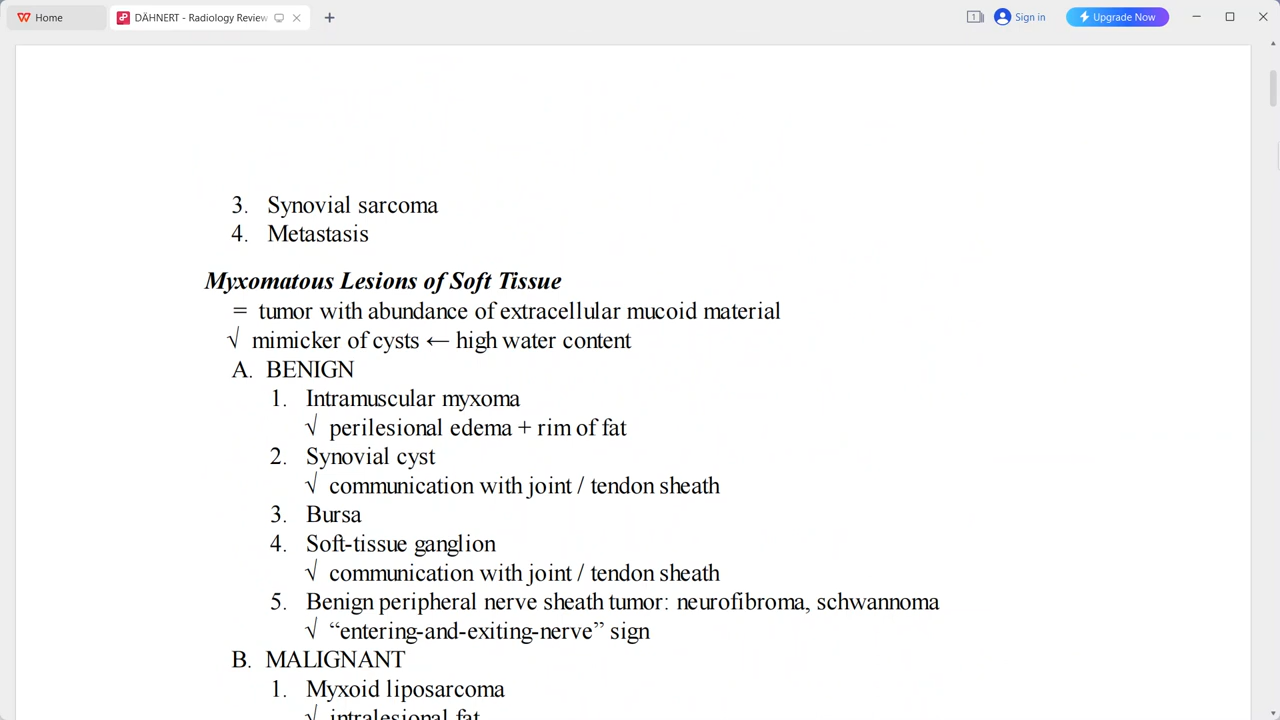 Home
DÄHNERT - Radiology Review
1
Sign in
Upgrade Now
3. Synovial sarcoma
4. Metastasis
Myxomatous Lesions of Soft Tissue
= tumor with abundance of extracellular mucoid material
√ mimicker of cysts ← high water content
A. BENIGN
1. Intramuscular myxoma
√ perilesional edema + rim of fat
2. Synovial cyst
√ communication with joint / tendon sheath
3. Bursa
4. Soft-tissue ganglion
√ communication with joint / tendon sheath
5. Benign peripheral nerve sheath tumor: neurofibroma, schwannoma
√ “entering-and-exiting-nerve” sign
B. MALIGNANT
1. Myxoid liposarcoma
√ intralesional fat